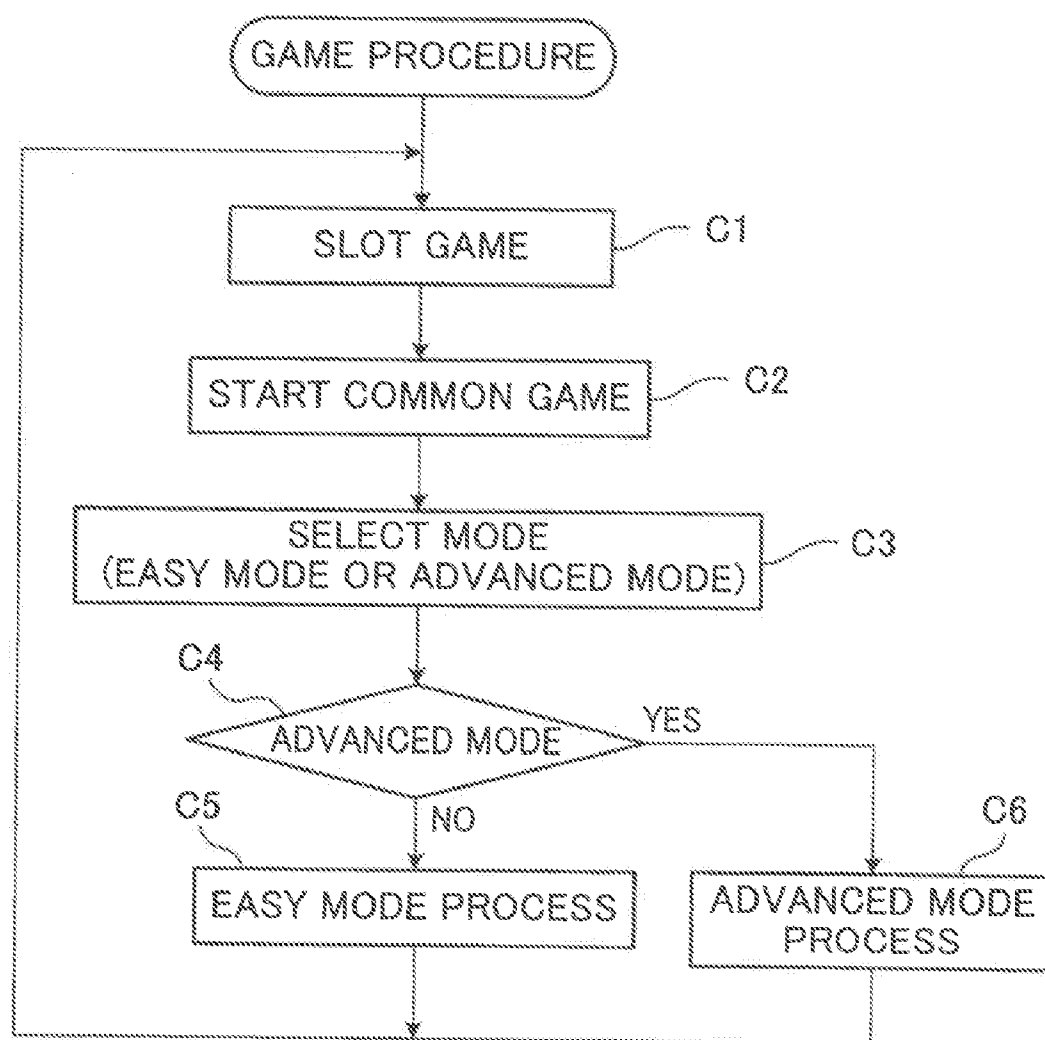 GAME PROCEDURE
SLOT GAME
C1
START COMMON GAME
C2
SELECT MODE
(EASY MODE OR ADVANCED MODE)
C3
C4
ADVANCED MODE
YES
NO
C5
EASY MODE PROCESS
C6
ADVANCED MODE
PROCESS